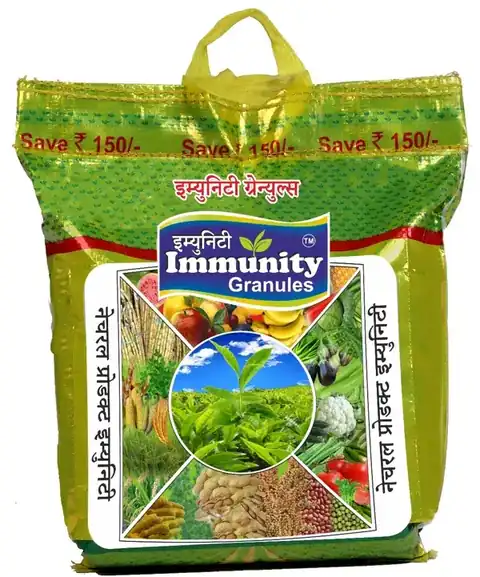 Save ₹ 150/- Save ₹ 150/- Save ₹ 150/-
इम्युनिटी ग्रेन्युल्स
इम्युनिटी
TM
Immunity
Granules
नेचरल प्रोडक्ट इम्युनिटी
नेचरल प्रोडक्ट इम्युनिटी